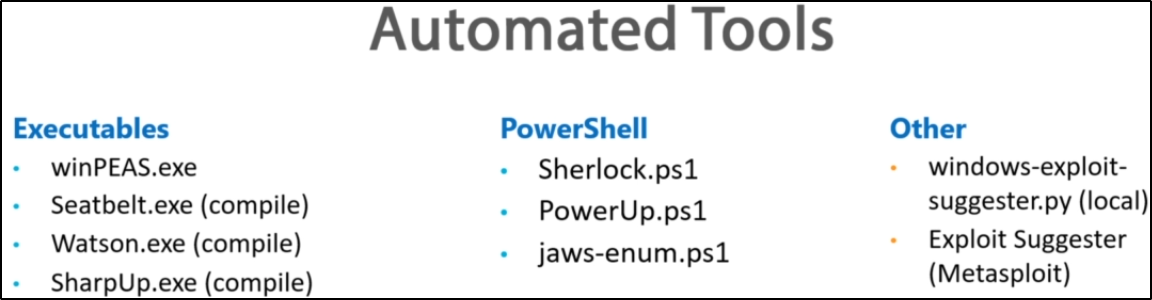 Automated Tools
Executables
• winPEAS.exe
• Seatbelt.exe (compile)
• Watson.exe (compile)
• SharpUp.exe (compile)
PowerShell
• Sherlock.ps1
• PowerUp.ps1
• jaws-enum.ps1
Other
• windows-exploit-
suggester.py (local)
• Exploit Suggester
(Metasploit)